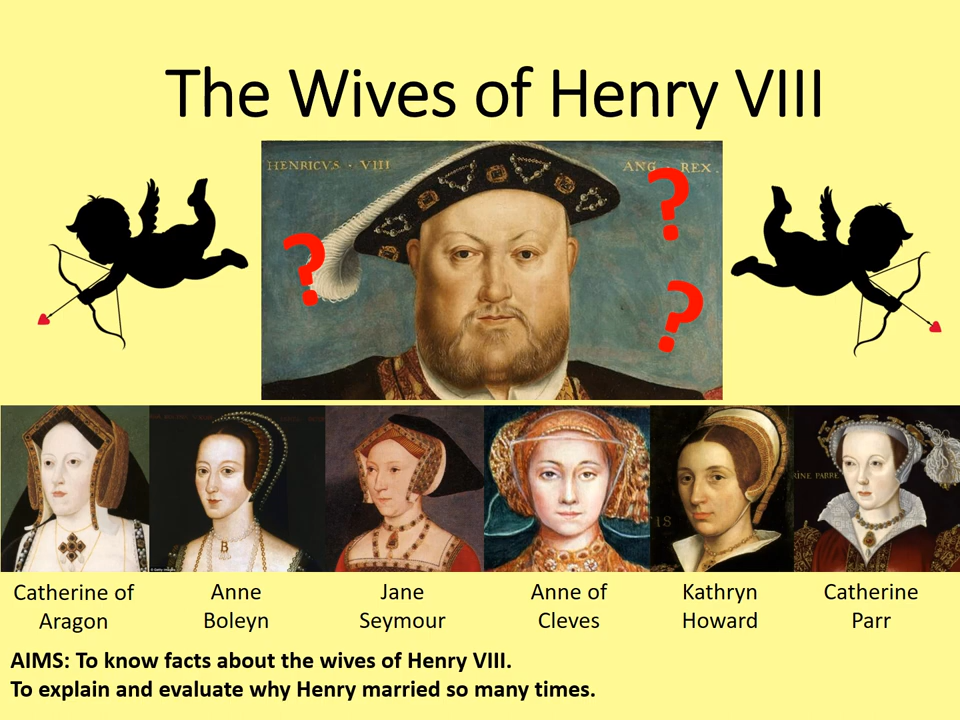 The Wives of Henry VIII
HENRICVS · VIII
ANG REX
?
?
?
B
RINE PARRE
Catherine of
Aragon
Anne
Boleyn
Jane
Seymour
Anne of
Cleves
Kathryn
Howard
Catherine
Parr
AIMS: To know facts about the wives of Henry VIII.
To explain and evaluate why Henry married so many times.